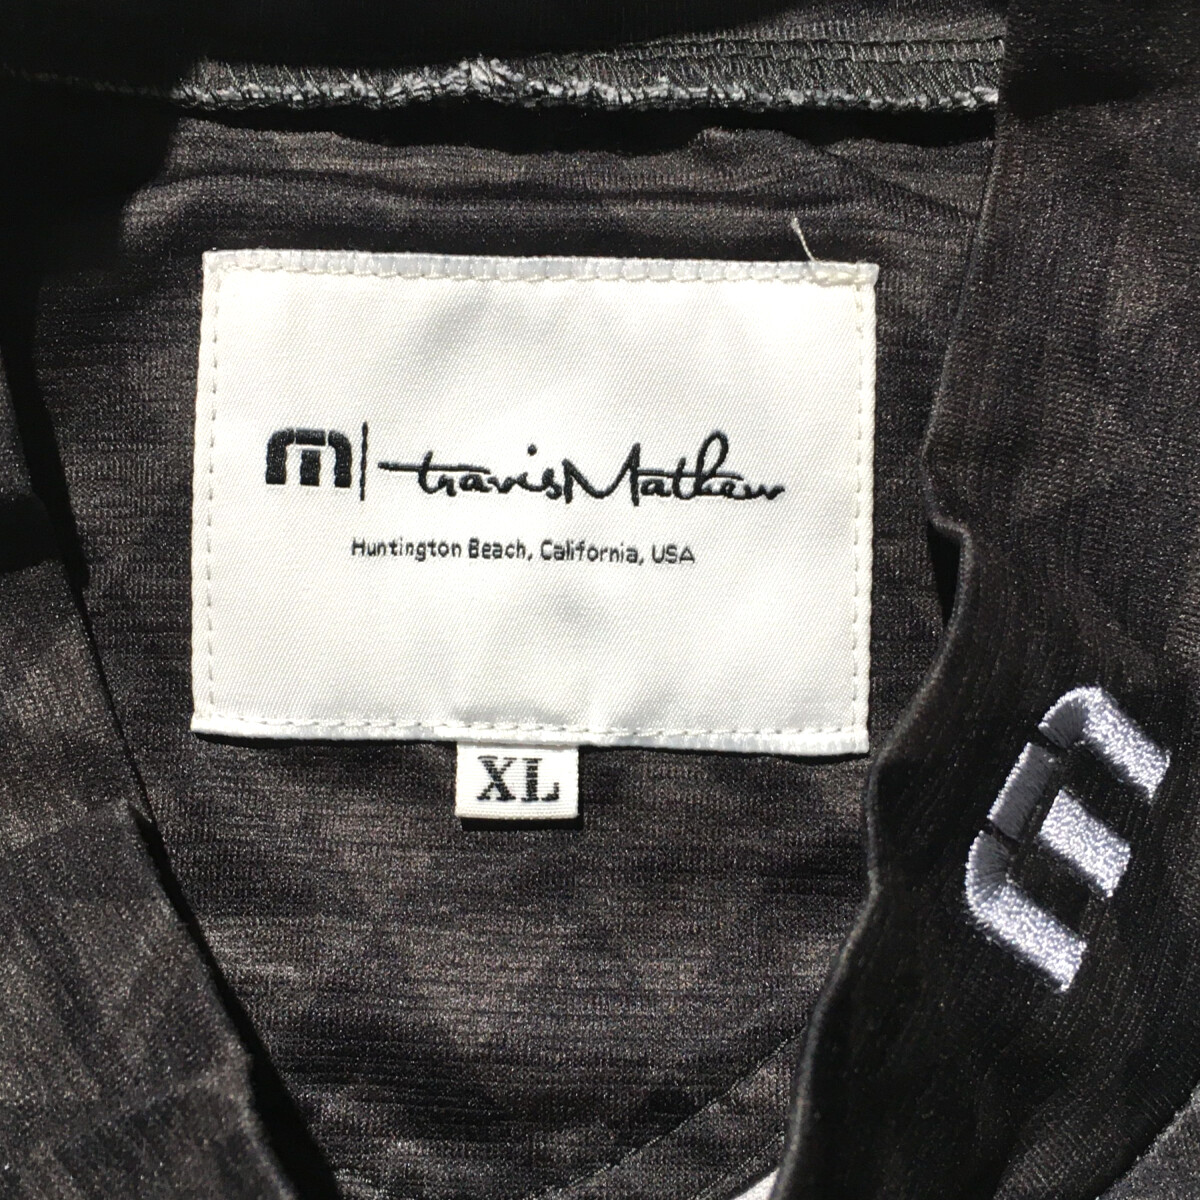 travisMathew
Huntington Beach, California, USA
XL